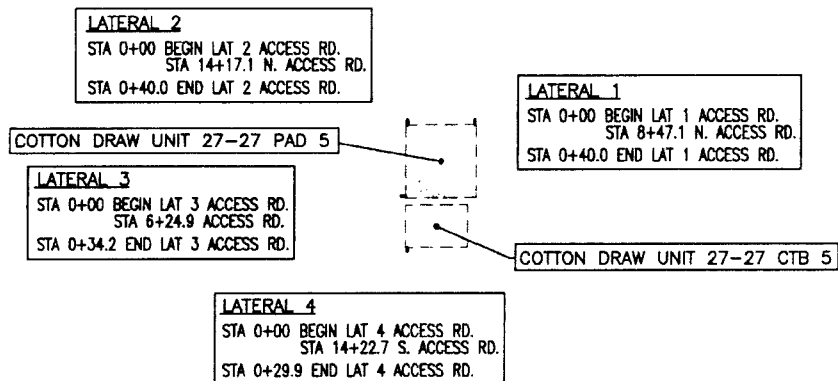 LATERAL 2
STA 0+00 BEGIN LAT 2 ACCESS RD.
STA 14+17.1 N. ACCESS RD.
STA 0+40.0 END LAT 2 ACCESS RD.
LATERAL 1
STA 0+00 BEGIN LAT 1 ACCESS RD.
STA 8+47.1 N. ACCESS RD.
STA 0+40.0 END LAT 1 ACCESS RD.
COTTON DRAW UNIT 27-27 PAD 5
LATERAL 3
STA 0+00 BEGIN LAT 3 ACCESS RD.
STA 6+24.9 ACCESS RD.
STA 0+34.2 END LAT 3 ACCESS RD.
COTTON DRAW UNIT 27-27 CTB 5
LATERAL 4
STA 0+00 BEGIN LAT 4 ACCESS RD.
STA 14+22.7 S. ACCESS RD.
STA 0+29.9 END LAT 4 ACCESS RD.